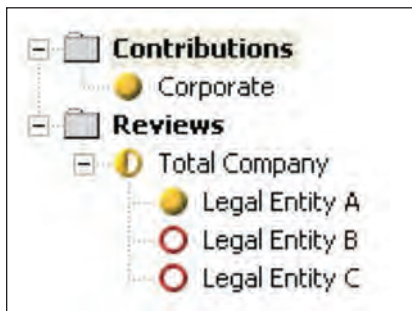 Contributions
Corporate
Reviews
Total Company
Legal Entity A
Legal Entity B
Legal Entity C